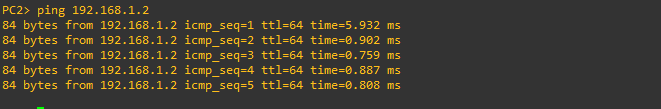 PC2> ping 192.168.1.2
84 bytes from 192.168.1.2 icmp_seq=1 ttl=64 time=5.932 ms
84 bytes from 192.168.1.2 icmp_seq=2 ttl=64 time=0.902 ms
84 bytes from 192.168.1.2 icmp_seq=3 ttl=64 time=0.759 ms
84 bytes from 192.168.1.2 icmp_seq=4 ttl=64 time=0.887 ms
84 bytes from 192.168.1.2 icmp_seq=5 ttl=64 time=0.808 ms